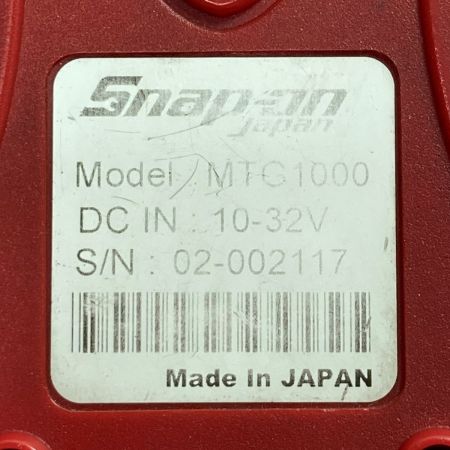 Snap-on
Japan
Model : MTG1000
DC IN : 10-32V
S/N : 02-002117
Made In JAPAN